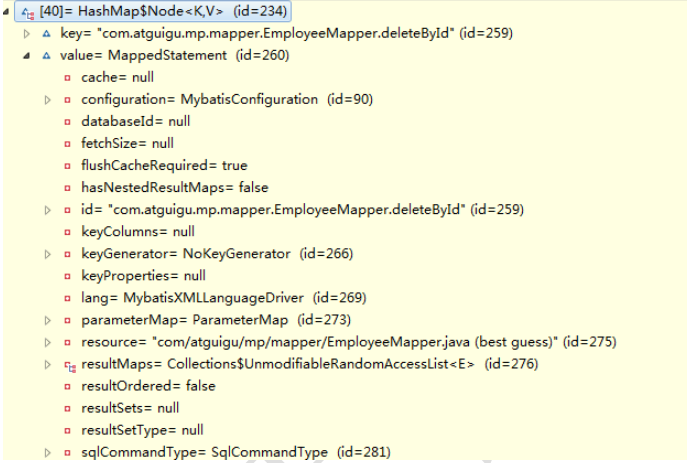 [40]= HashMap$Node<K,V> (id=234)
key= "com.atguigu.mp.mapper.EmployeeMapper.deleteById" (id=259)
value= MappedStatement (id=260)
cache= null
configuration= MybatisConfiguration (id=90)
databaseId= null
fetchSize= null
flushCacheRequired= true
hasNestedResultMaps= false
id= "com.atguigu.mp.mapper.EmployeeMapper.deleteById" (id=259)
keyColumns= null
keyGenerator= NoKeyGenerator (id=266)
keyProperties= null
lang= MybatisXMLLanguageDriver (id=269)
parameterMap= ParameterMap (id=273)
resource= "com/atguigu/mp/mapper/EmployeeMapper.java (best guess)" (id=275)
resultMaps= Collections$UnmodifiableRandomAccessList<E> (id=276)
resultOrdered= false
resultSets= null
resultSetType= null
sqlCommandType= SqlCommandType (id=281)